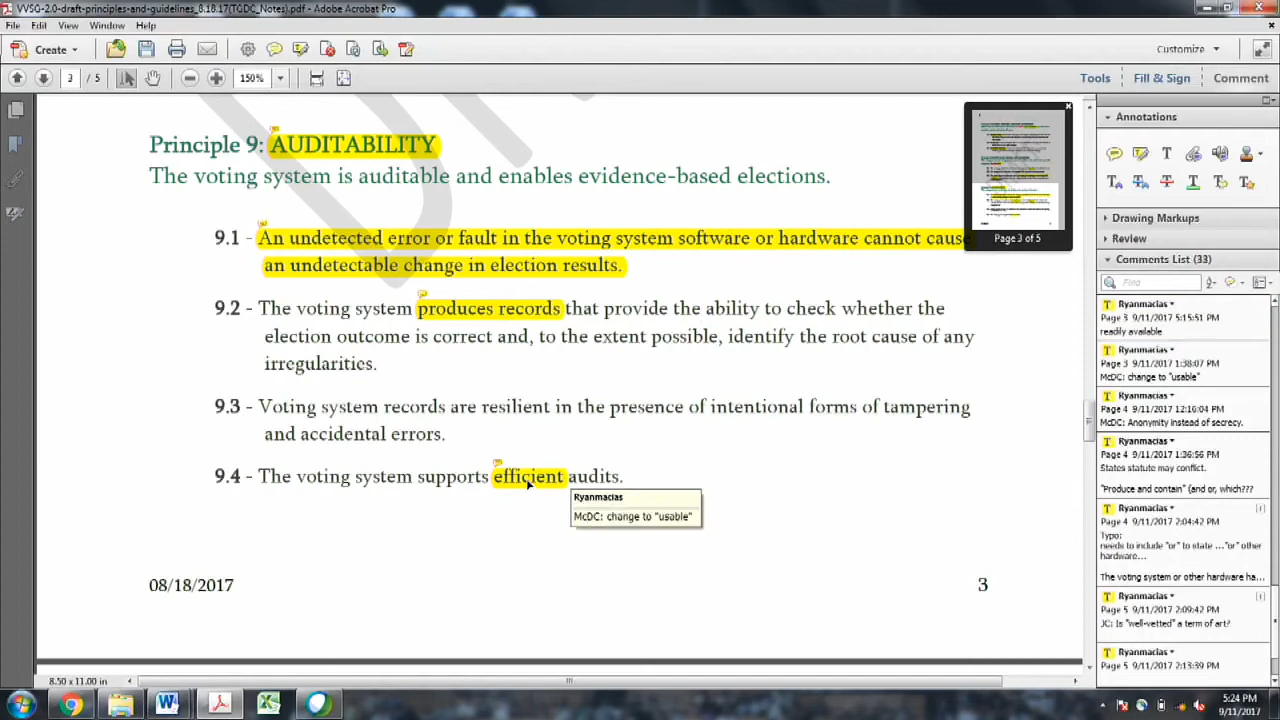 VVSG-2.0-draft-principles-and-guidelines_8.18.17(TGDC_Notes).pdf - Adobe Acrobat Pro
File Edit View Window Help
Create Customize
3 / 5 150% Tools Fill & Sign Comment
Principle 9: AUDITABILITY
The voting system is auditable and enables evidence-based elections.
9.1 - An undetected error or fault in the voting system software or hardware cannot cause
an undetectable change in election results.
9.2 - The voting system produces records that provide the ability to check whether the
election outcome is correct and, to the extent possible, identify the root cause of any
irregularities.
9.3 - Voting system records are resilient in the presence of intentional forms of tampering
and accidental errors.
9.4 - The voting system supports efficient audits.
Ryanmacias
McDC: change to "usable"
08/18/2017 3
8.50 x 11.00 in
Page 3 of 5
Annotations
Drawing Markups
Review
Comments List (33)
Find
Ryanmacias
Page 3 9/11/2017 5:15:51 PM
readily available
Ryanmacias
Page 3 9/11/2017 1:38:07 PM
McDC: change to "usable"
Ryanmacias
Page 4 9/11/2017 12:16:04 PM
McDC: Anonymity instead of secrecy.
Ryanmacias
Page 4 9/11/2017 1:36:56 PM
States statute may conflict.
"Produce and contain" (and or, which???
Ryanmacias
Page 4 9/11/2017 2:04:42 PM
Typo:
needs to include "or" to state ..."or" other
hardware...
The voting system or other hardware ha...
Ryanmacias
Page 5 9/11/2017 2:09:42 PM
JC: Is "well-vetted" a term of art?
Ryanmacias
Page 5 9/11/2017 2:13:39 PM
5:24 PM
9/11/2017